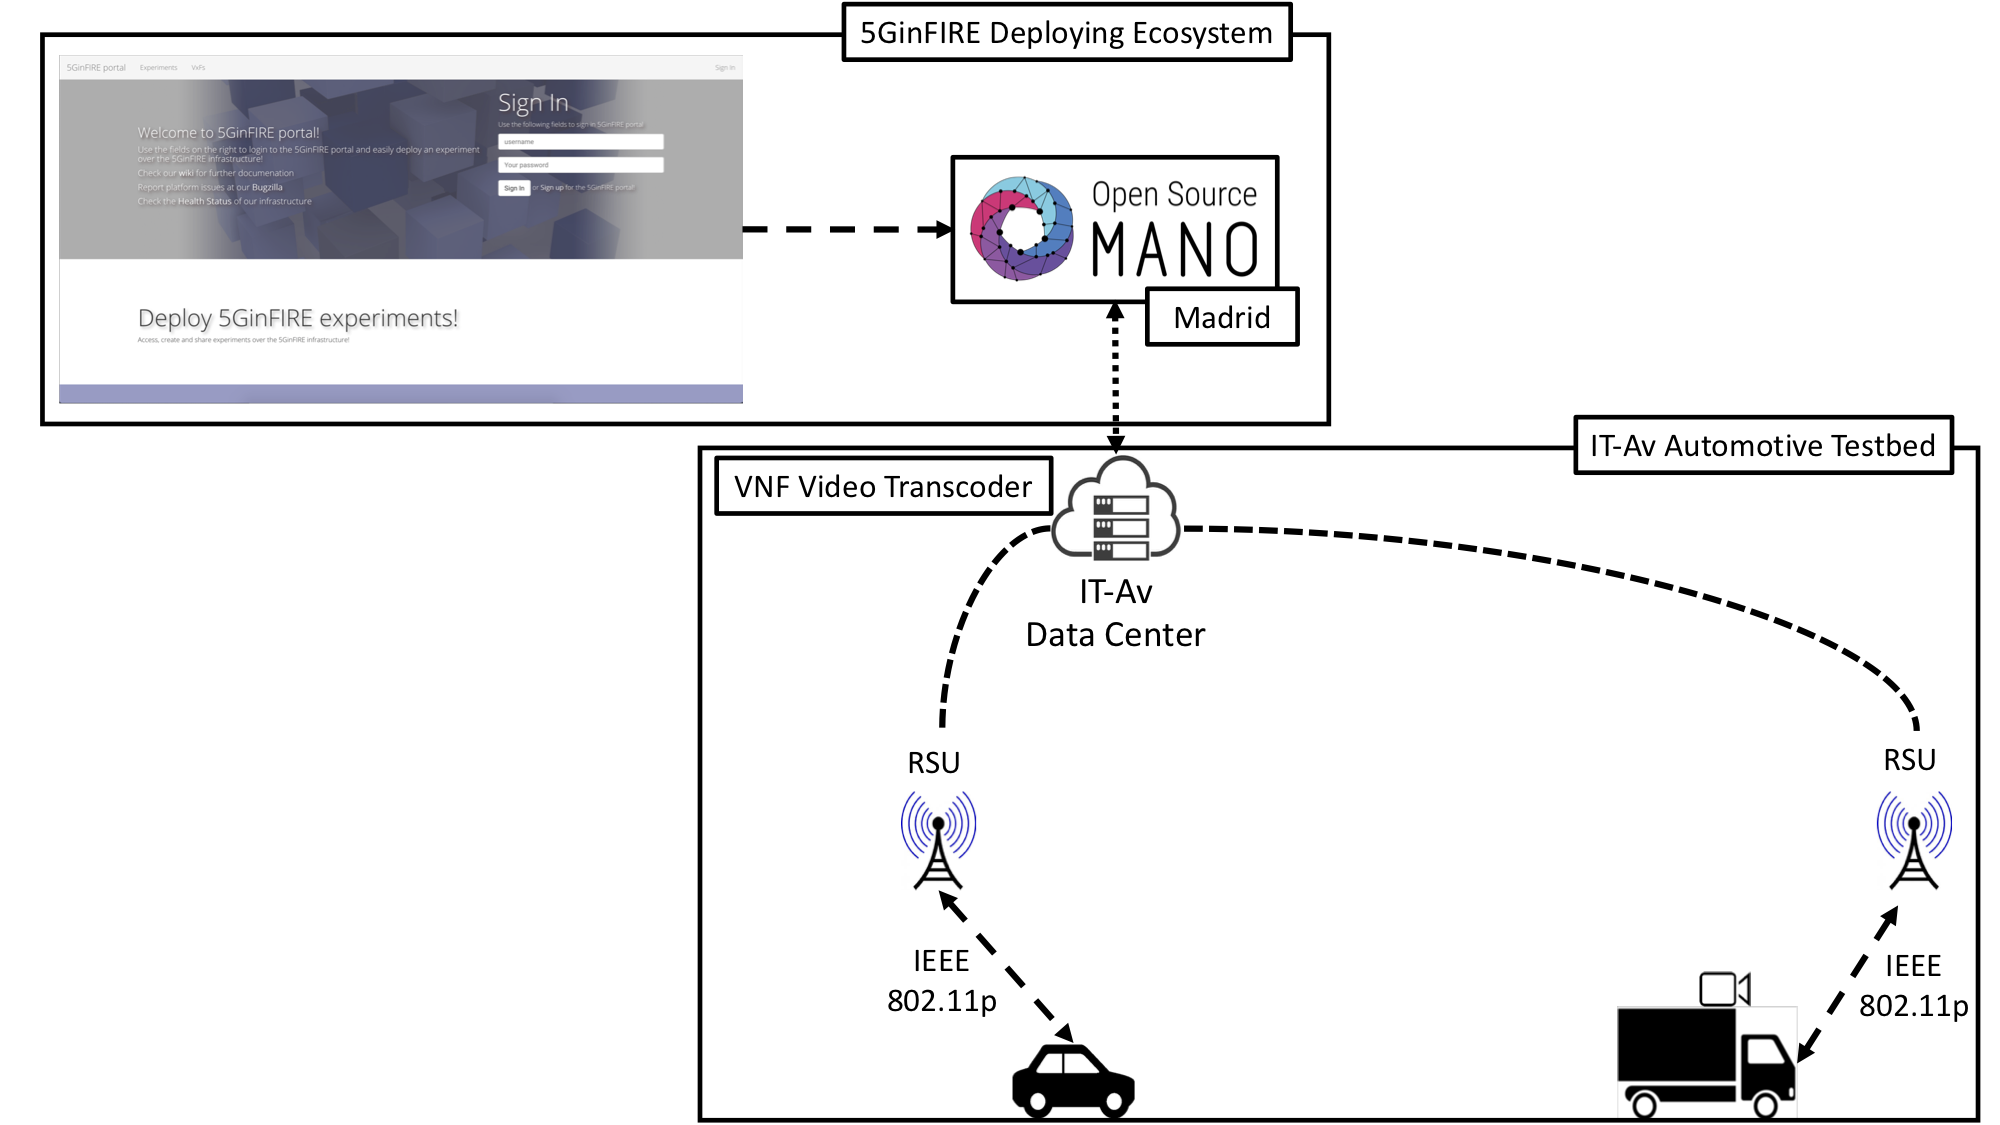 5GinFIRE Deploying Ecosystem
5GinFIRE portal Experiments VxFs Sign in
Sign In
Use the following fields to sign in 5GinFIRE portal
username
Your password
Sign In or Sign up for the 5GinFIRE portal!
Welcome to 5GinFIRE portal!
Use the fields on the right to login to the 5GinFIRE portal and easily deploy an experiment
over the 5GinFIRE infrastructure!
Check our wiki for further documenation
Report platform issues at our Bugzilla
Check the Health Status of our infrastructure
Deploy 5GinFIRE experiments!
Access, create and share experiments over the 5GinFIRE infrastructure!
Open Source
MANO
Madrid
IT-Av Automotive Testbed
VNF Video Transcoder
IT-Av
Data Center
RSU
RSU
IEEE
802.11p
IEEE
802.11p